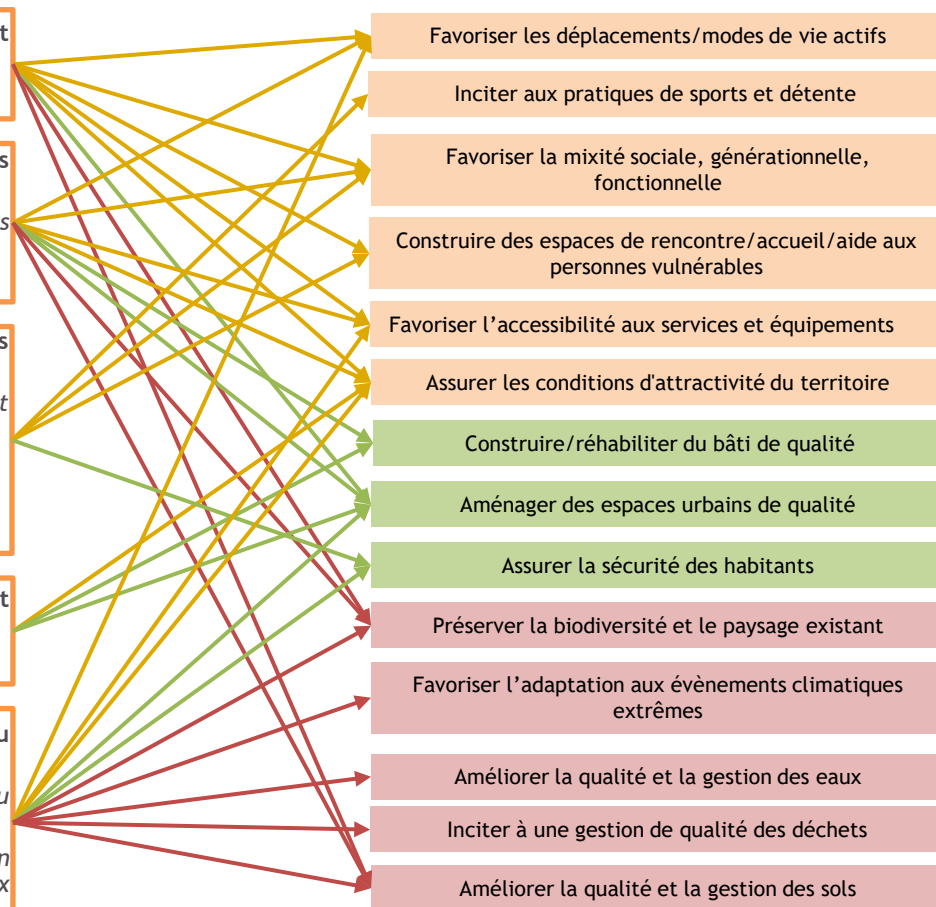 t
s
s
s
t
t
u
u
n
x
Favoriser les déplacements/modes de vie actifs
Inciter aux pratiques de sports et détente
Favoriser la mixité sociale, générationnelle,
fonctionnelle
Construire des espaces de rencontre/accueil/aide aux
personnes vulnérables
Favoriser l’accessibilité aux services et équipements
Assurer les conditions d'attractivité du territoire
Construire/réhabiliter du bâti de qualité
Aménager des espaces urbains de qualité
Assurer la sécurité des habitants
Préserver la biodiversité et le paysage existant
Favoriser l’adaptation aux évènements climatiques
extrêmes
Améliorer la qualité et la gestion des eaux
Inciter à une gestion de qualité des déchets
Améliorer la qualité et la gestion des sols